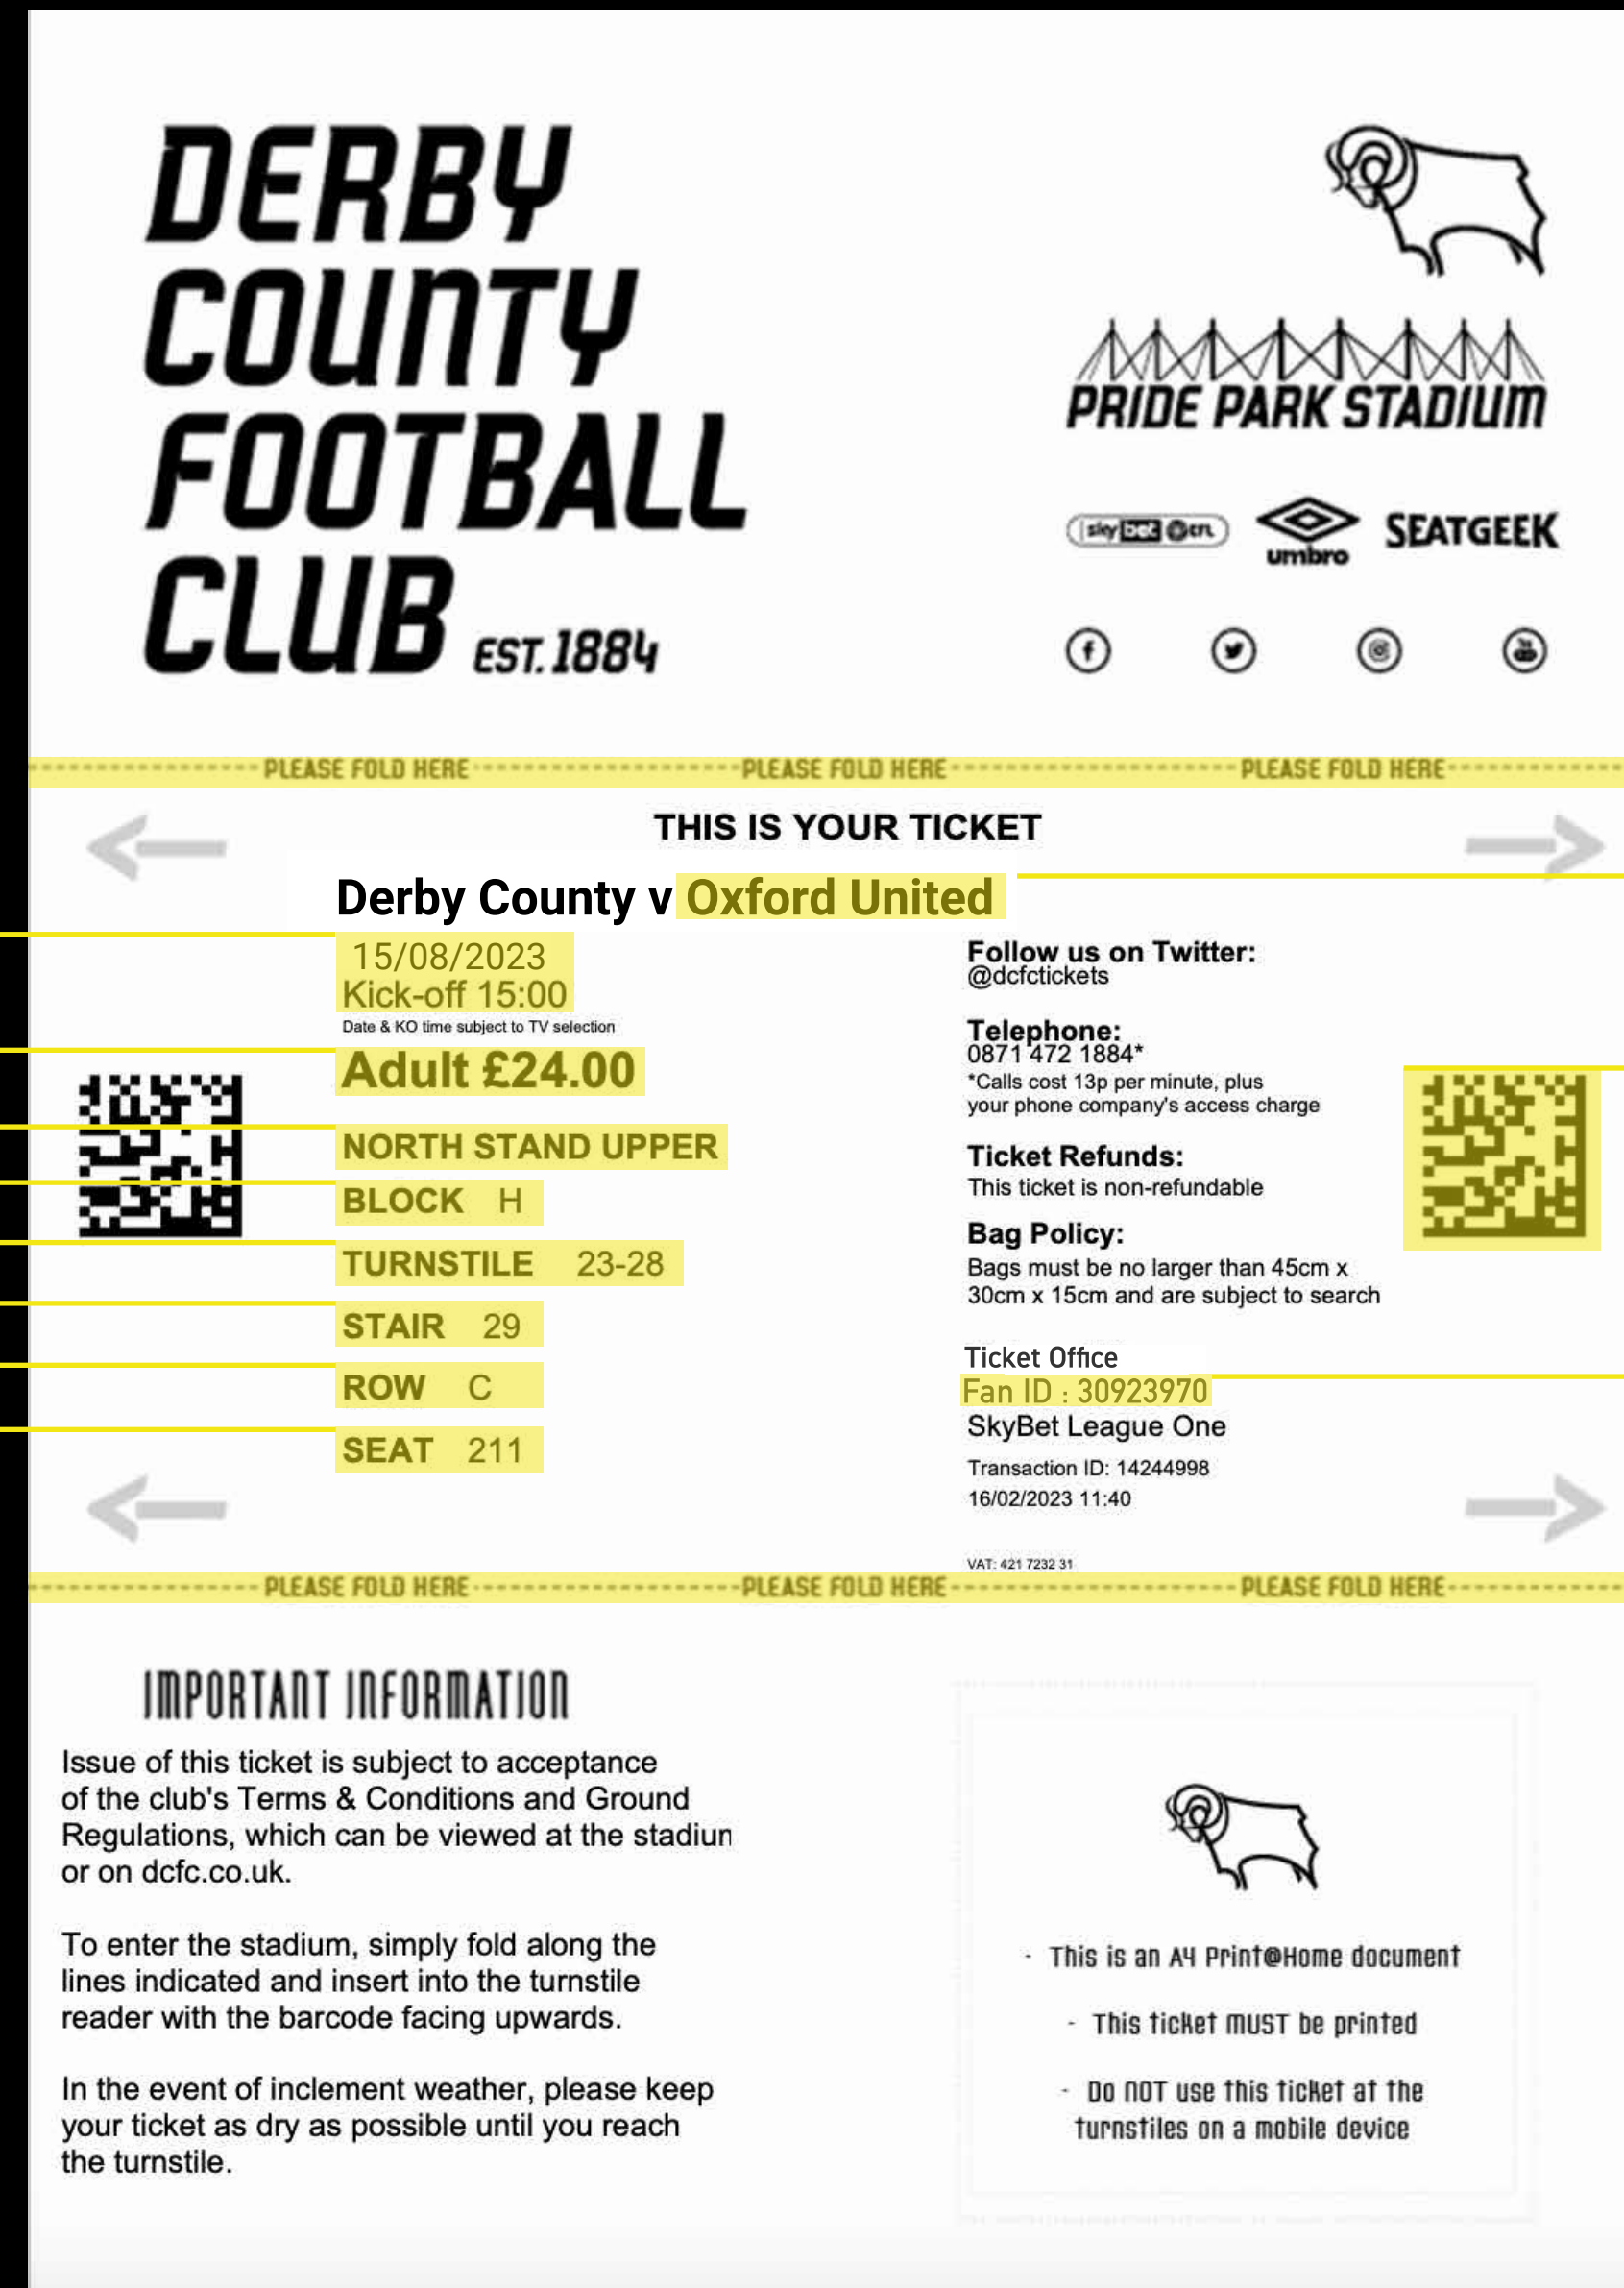 DERBY
COUNTY
FOOTBALL
CLUB EST. 1884
PRIDE PARK STADIUM
sky bet EFL umbro SEATGEEK
PLEASE FOLD HERE PLEASE FOLD HERE PLEASE FOLD HERE
THIS IS YOUR TICKET
Derby County v Oxford United
15/08/2023
Kick-off 15:00
Date & KO time subject to TV selection
Adult £24.00
NORTH STAND UPPER
BLOCK H
TURNSTILE 23-28
STAIR 29
ROW C
SEAT 211
Follow us on Twitter:
@dcfctickets
Telephone:
0871 472 1884*
*Calls cost 13p per minute, plus
your phone company's access charge
Ticket Refunds:
This ticket is non-refundable
Bag Policy:
Bags must be no larger than 45cm x
30cm x 15cm and are subject to search
Ticket Office
Fan ID : 30923970
SkyBet League One
Transaction ID: 14244998
16/02/2023 11:40
VAT: 421 7232 31
PLEASE FOLD HERE PLEASE FOLD HERE PLEASE FOLD HERE
IMPORTANT INFORMATION
Issue of this ticket is subject to acceptance
of the club's Terms & Conditions and Ground
Regulations, which can be viewed at the stadiun
or on dcfc.co.uk.
To enter the stadium, simply fold along the
lines indicated and insert into the turnstile
reader with the barcode facing upwards.
In the event of inclement weather, please keep
your ticket as dry as possible until you reach
the turnstile.
- This is an A4 Print@Home document
- This ticket MUST be printed
- Do NOT use this ticket at the
turnstiles on a mobile device